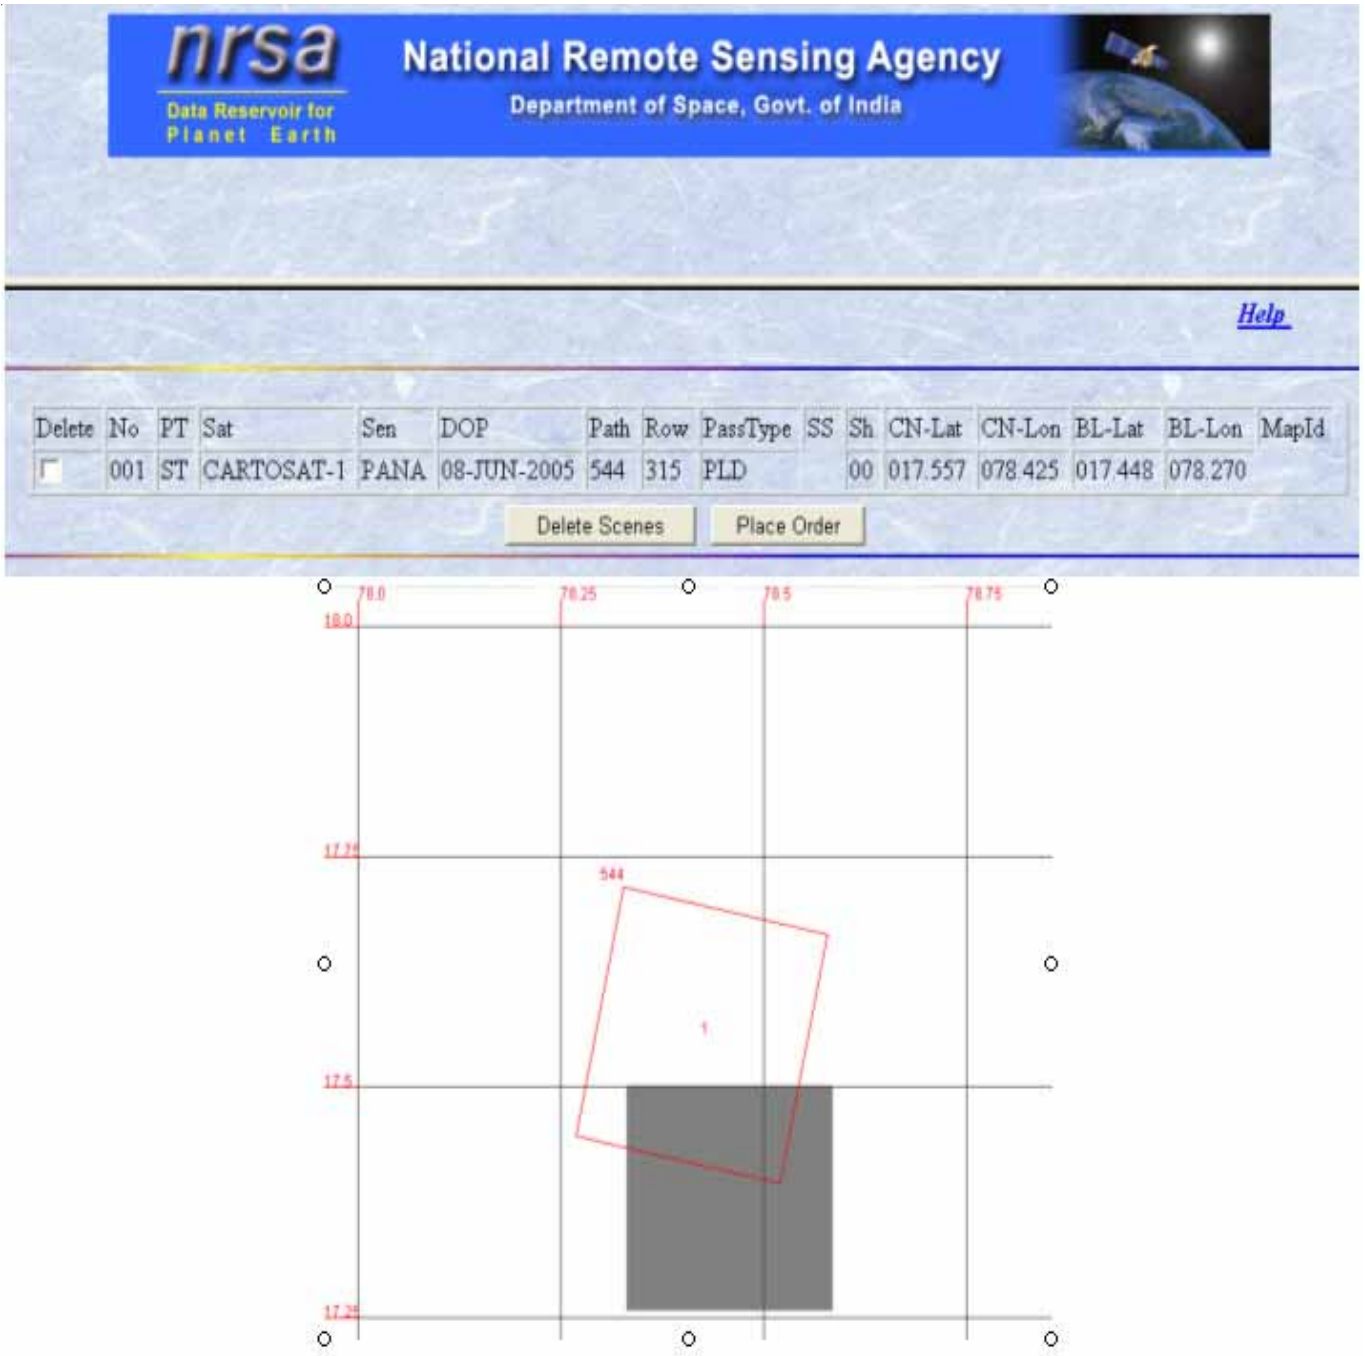 nrsa
Data Reservoir for
Planet Earth
National Remote Sensing Agency
Department of Space, Govt. of India
Help
Delete No PT Sat Sen DOP Path Row PassType SS Sh CN-Lat CN-Lon BL-Lat BL-Lon MapId
001 ST CARTOSAT-1 PANA 08-JUN-2005 544 315 PLD 00 017.557 078.425 017.448 078.270
Delete Scenes Place Order
78.0 78.25 78.5 78.75
18.0
17.75
544
1
17.5
17.25